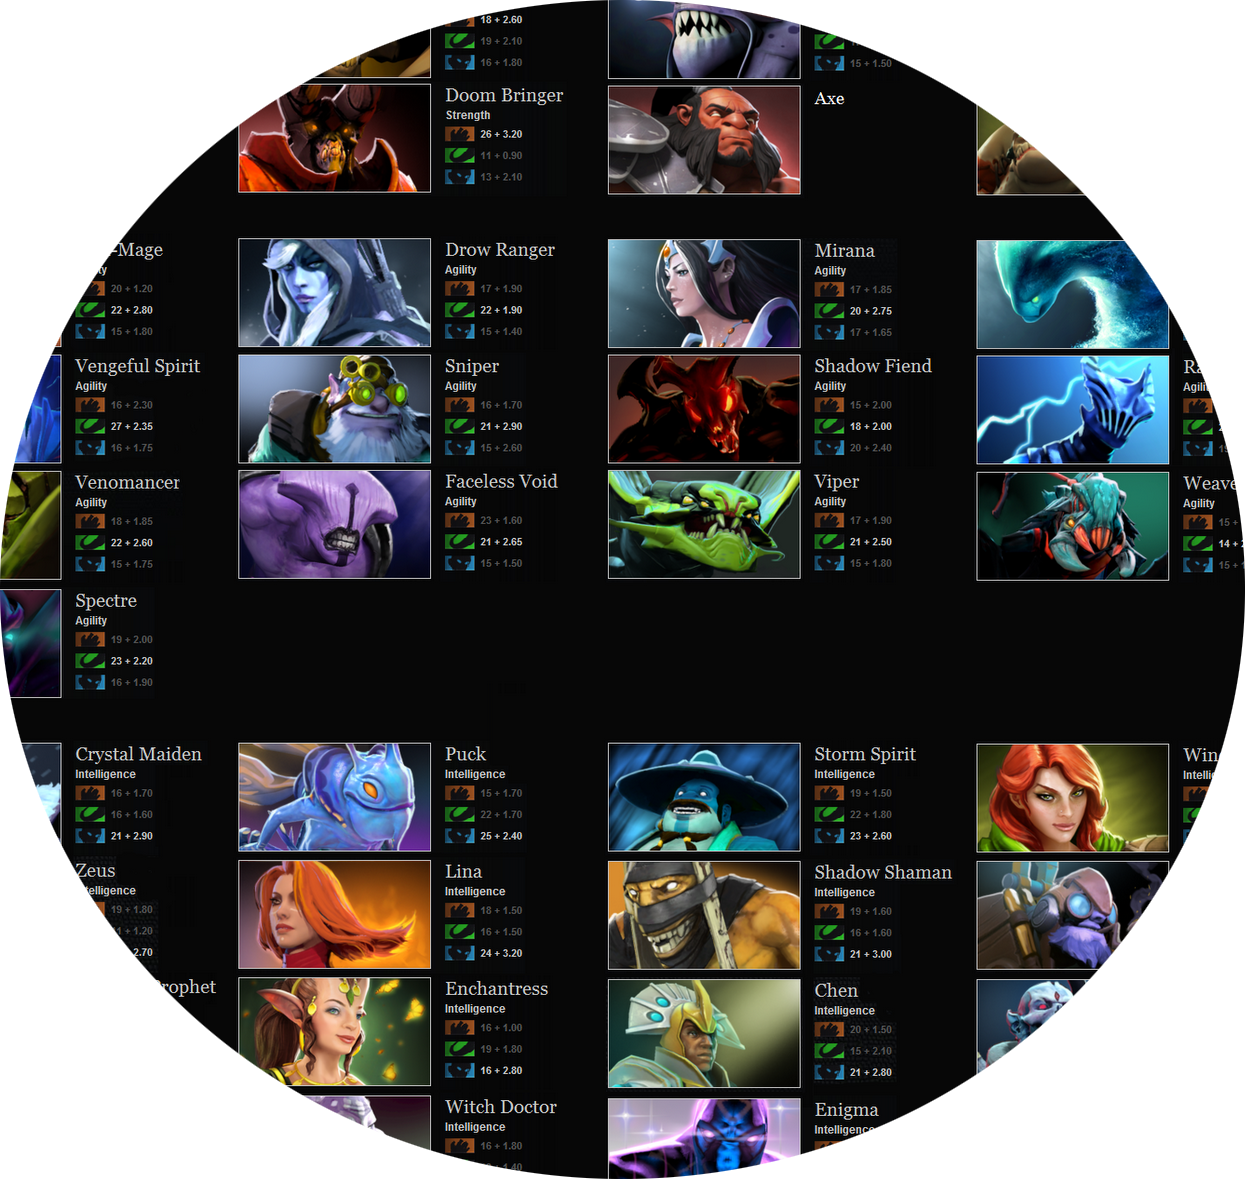 18 + 2.60
19 + 2.10
16 + 1.80
15 + 1.50
Doom Bringer
Strength
26 + 3.20
11 + 0.90
13 + 2.10
Axe
-Mage
20 + 1.20
22 + 2.80
15 + 1.80
Drow Ranger
Agility
17 + 1.90
22 + 1.90
15 + 1.40
Mirana
Agility
17 + 1.85
20 + 2.75
17 + 1.65
Vengeful Spirit
Agility
16 + 2.30
27 + 2.35
16 + 1.75
Sniper
Agility
16 + 1.70
21 + 2.90
15 + 2.60
Shadow Fiend
Agility
15 + 2.00
18 + 2.00
20 + 2.40
Venomancer
Agility
18 + 1.85
22 + 2.60
15 + 1.75
Faceless Void
Agility
23 + 1.60
21 + 2.65
15 + 1.50
Viper
Agility
17 + 1.90
21 + 2.50
15 + 1.80
Weave
Agility
15 +
14 +
15 +
Spectre
Agility
19 + 2.00
23 + 2.20
16 + 1.90
Crystal Maiden
Intelligence
16 + 1.70
16 + 1.60
21 + 2.90
Puck
Intelligence
15 + 1.70
22 + 1.70
25 + 2.40
Storm Spirit
Intelligence
19 + 1.50
22 + 1.80
23 + 2.60
Win
Intelli
Zeus
Intelligence
19 + 1.80
11 + 1.20
2.70
Lina
Intelligence
18 + 1.50
16 + 1.50
24 + 3.20
Shadow Shaman
Intelligence
19 + 1.60
16 + 1.60
21 + 3.00
rophet
Enchantress
Intelligence
16 + 1.00
19 + 1.80
16 + 2.80
Chen
Intelligence
20 + 1.50
15 + 2.10
21 + 2.80
Witch Doctor
Intelligence
16 + 1.80
1.40
Enigma
Intelligence